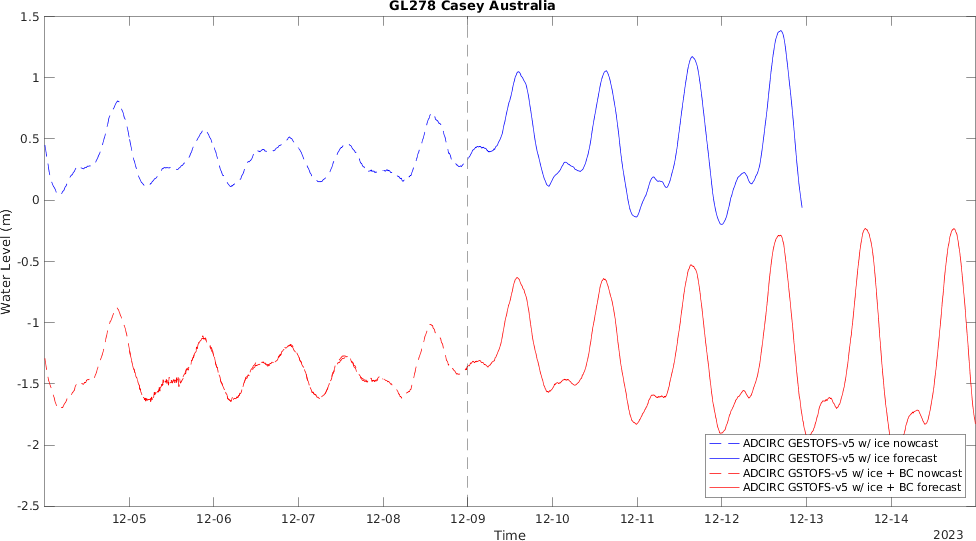 GL278 Casey Australia
1.5
1
0.5
0
-0.5
-1
-1.5
-2
-2.5
Water Level (m)
ADCIRC GESTOFS-v5 w/ ice nowcast
ADCIRC GESTOFS-v5 w/ ice forecast
ADCIRC GSTOFS-v5 w/ ice + BC nowcast
ADCIRC GSTOFS-v5 w/ ice + BC forecast
12-05 12-06 12-07 12-08 12-09 12-10 12-11 12-12 12-13 12-14
Time
2023